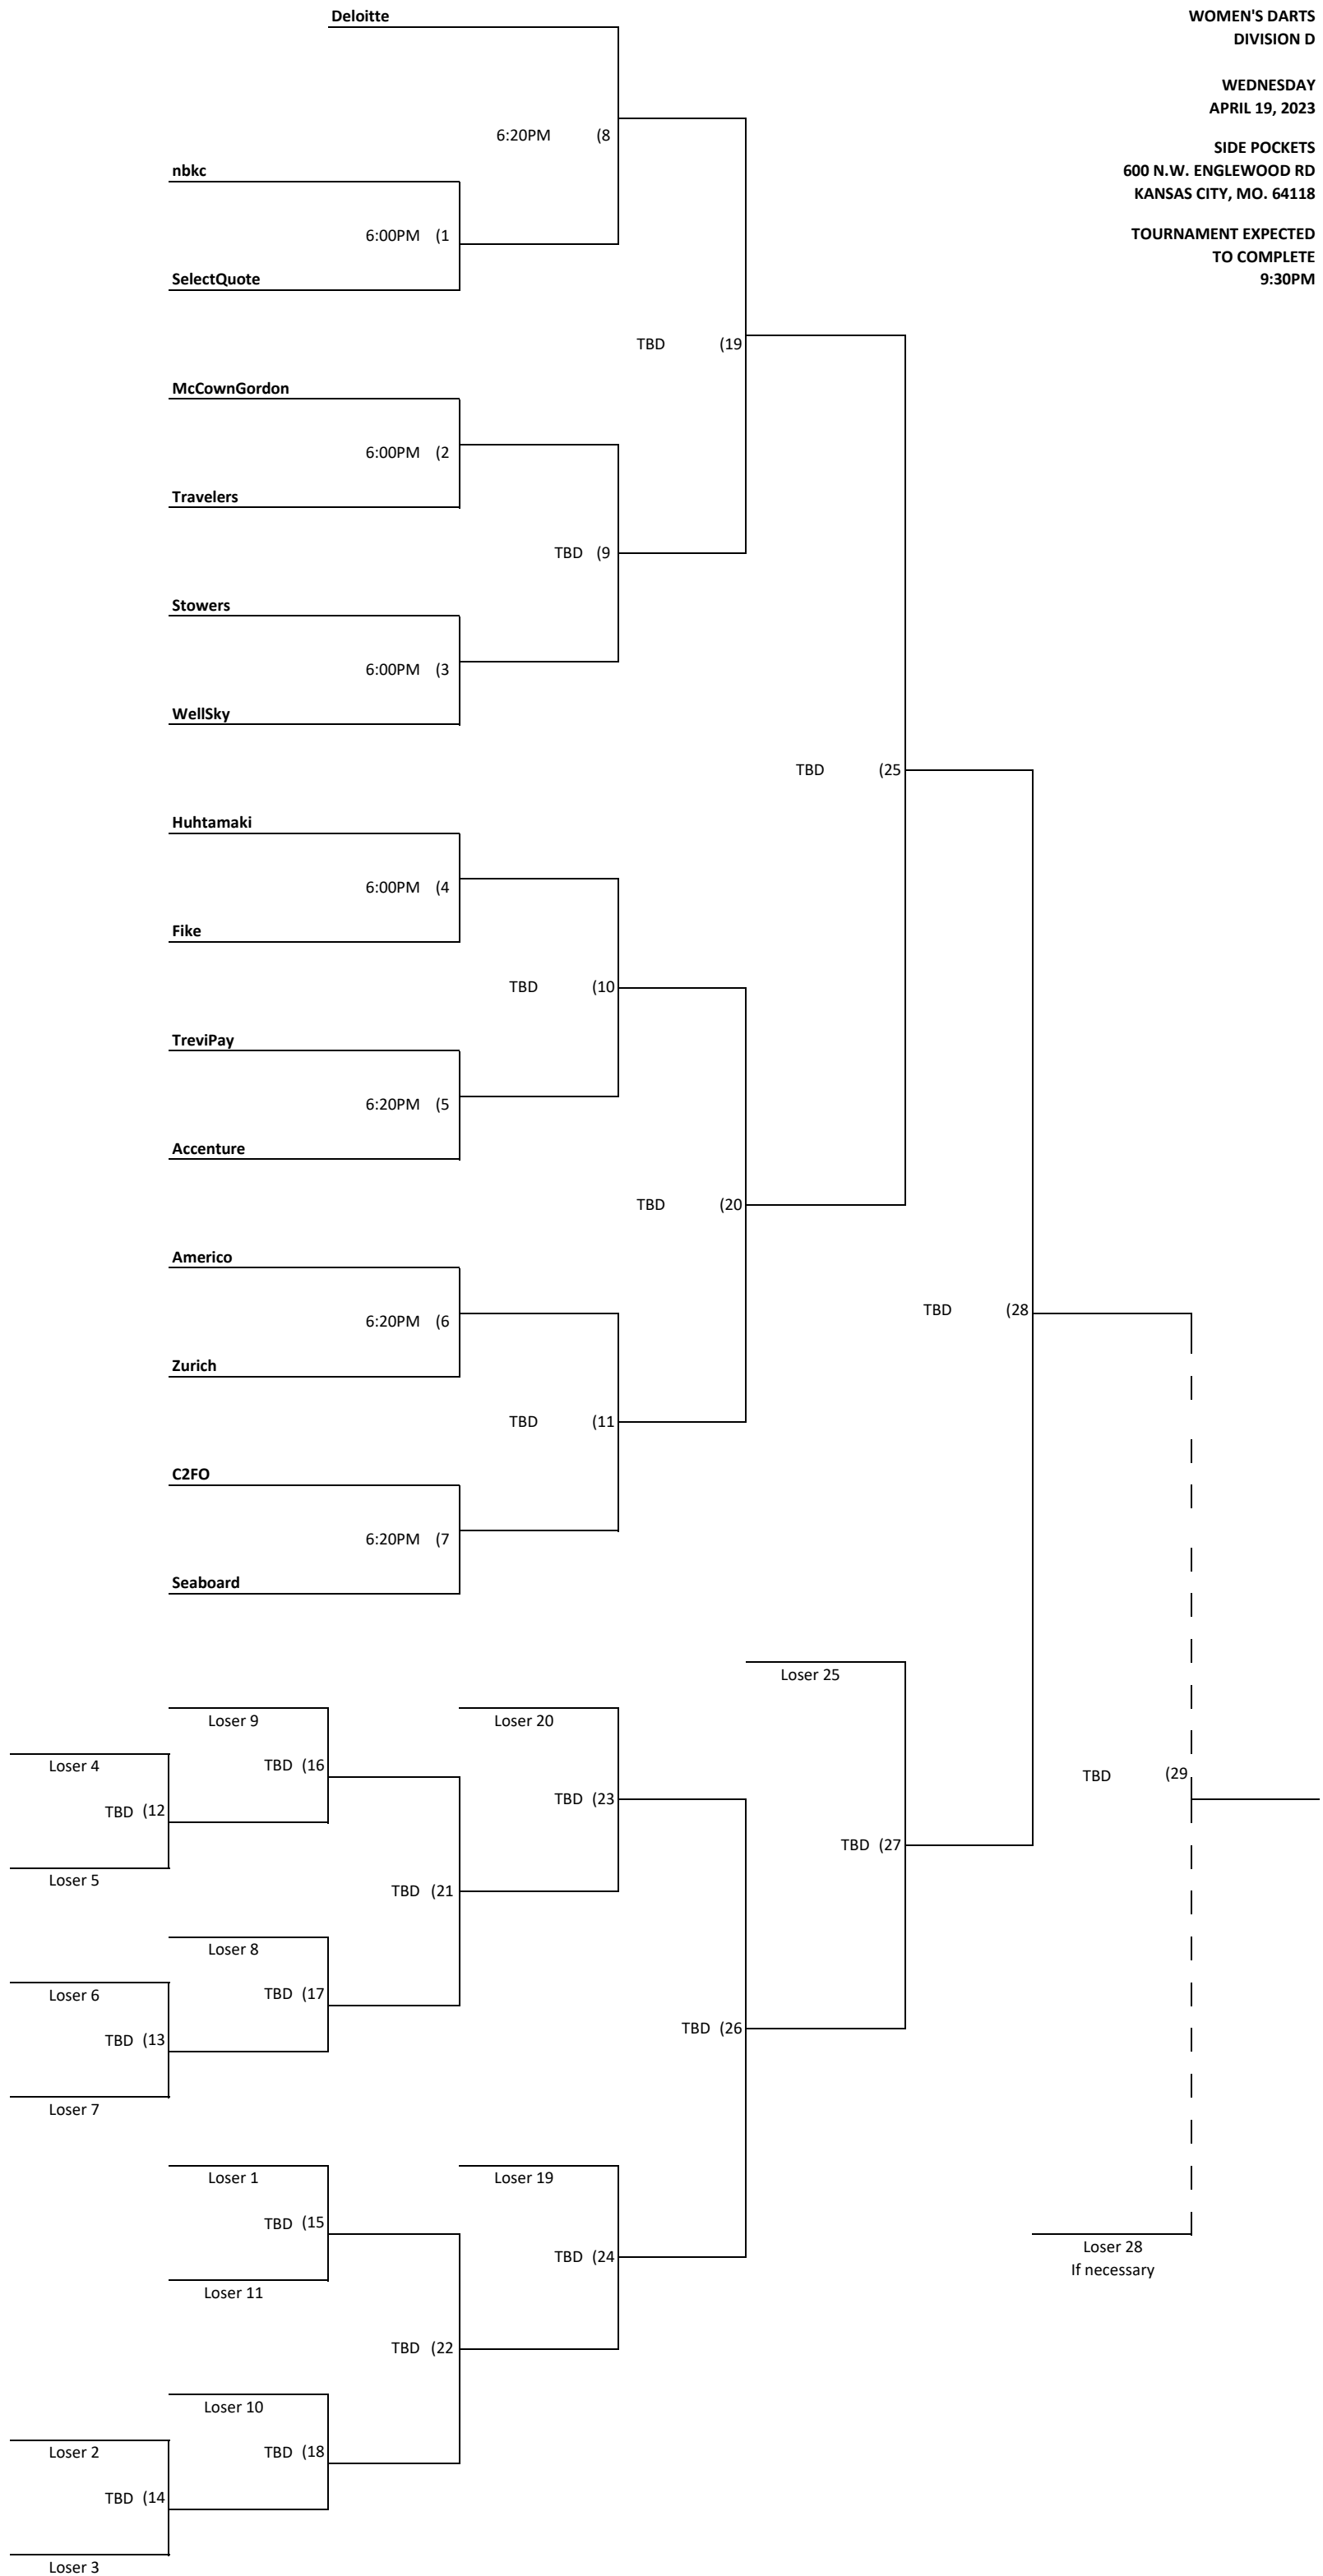 Deloitte
WOMEN'S DARTS
DIVISION D
WEDNESDAY
APRIL 19, 2023
6:20PM (8
SIDE POCKETS
nbkc
600 N.W. ENGLEWOOD RD
KANSAS CITY, MO. 64118
6:00PM (1
TOURNAMENT EXPECTED
TO COMPLETE
SelectQuote
9:30PM
TBD (19
McCownGordon
6:00PM (2
Travelers
TBD (9
Stowers
6:00PM (3
WellSky
TBD (25
Huhtamaki
6:00PM (4
Fike
TBD (10
TreviPay
6:20PM (5
Accenture
TBD (20
Americo
TBD (28
6:20PM (6
Zurich
TBD (11
C2FO
6:20PM (7
Seaboard
Loser 25
Loser 9
Loser 20
Loser 4
TBD (16
TBD (29
TBD (23
TBD (12
TBD (27
Loser 5
TBD (21
Loser 8
Loser 6
TBD (17
TBD (26
TBD (13
Loser 7
Loser 1
Loser 19
TBD (15
Loser 28
TBD (24
If necessary
Loser 11
TBD (22
Loser 10
Loser 2
TBD (18
TBD (14
Loser 3